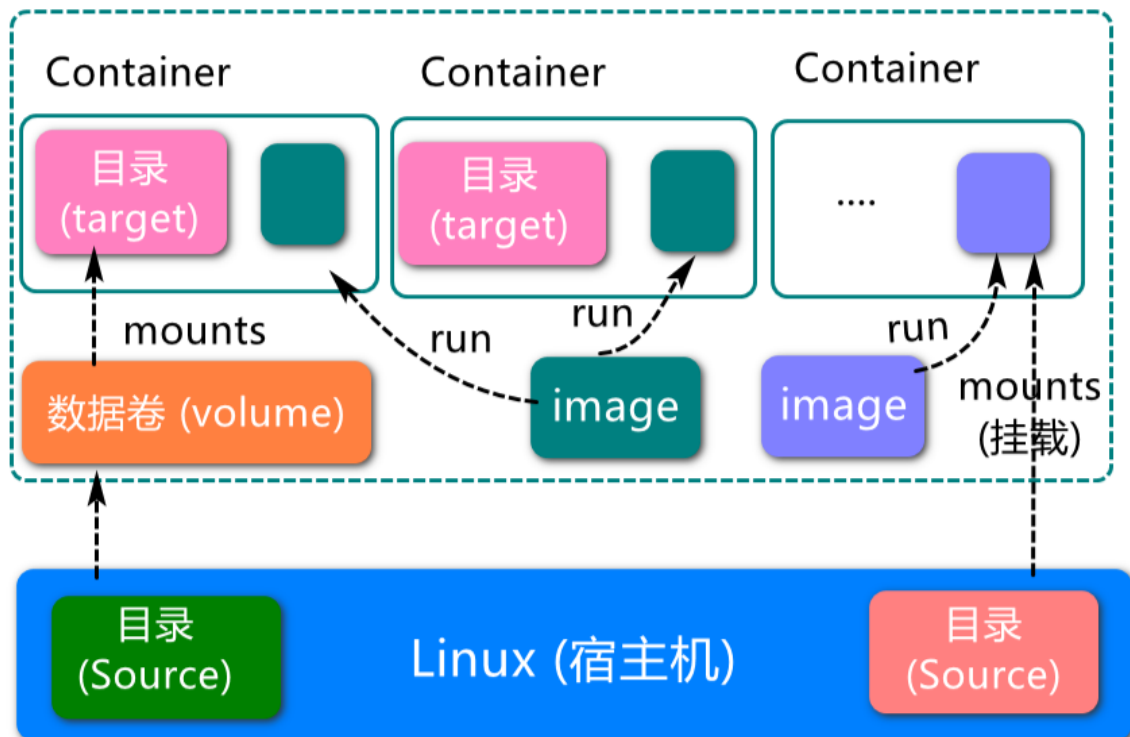 Container
Container
Container
目录
(target)
目录
(target)
....
mounts
run
run
run
数据卷 (volume)
image
image
mounts
(挂载)
目录
(Source)
Linux (宿主机)
目录
(Source)